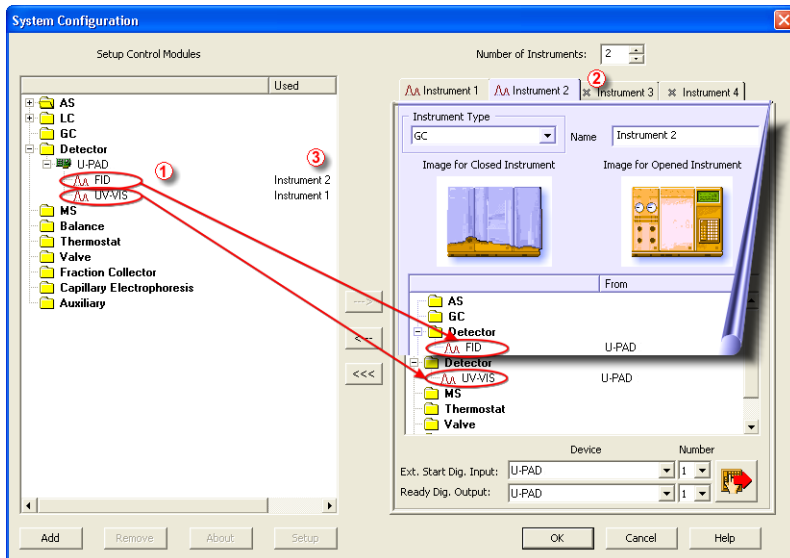 System Configuration
Setup Control Modules
Number of Instruments: 2
Used
AS
LC
GC
Detector
U-PAD
① ③
FID Instrument 2
UV-VIS Instrument 1
MS
Balance
Thermostat
Valve
Fraction Collector
Capillary Electrophoresis
Auxiliary
--->
<---
<<<
②
Instrument 1 Instrument 2 Instrument 3 Instrument 4
Instrument Type
GC Name Instrument 2
Image for Closed Instrument Image for Opened Instrument
From
AS
GC
Detector
FID U-PAD
Detector
UV-VIS U-PAD
MS
Thermostat
Valve
Device Number
Ext. Start Dig. Input: U-PAD 1
Ready Dig. Output: U-PAD 1
Add Remove About Setup OK Cancel Help